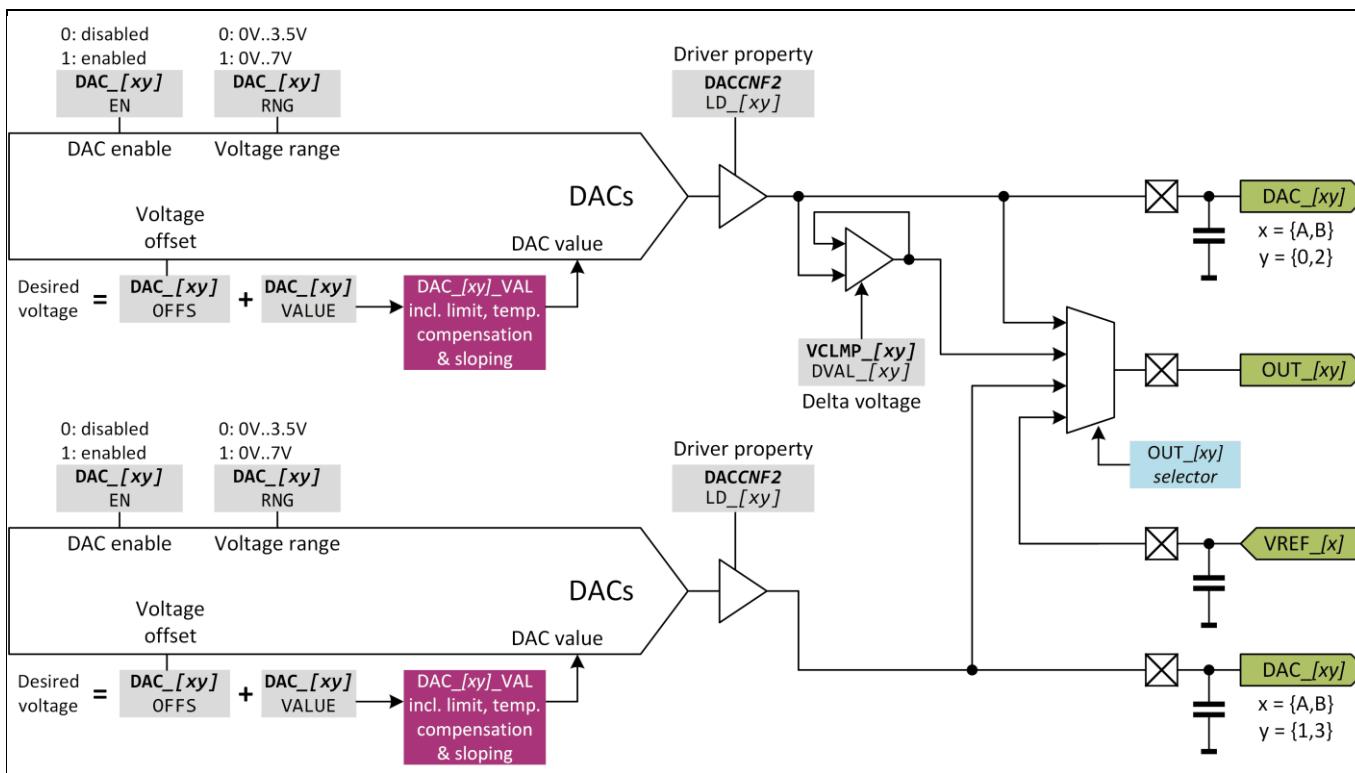 0: disabled
1: enabled
DAC_[xy]
EN
DAC enable
0: 0V..3.5V
1: 0V..7V
DAC_[xy]
RNG
Voltage range
Driver property
DACCNF2
LD_[xy]
DACs
Voltage
offset
DAC value
Desired
voltage
=
DAC_[xy]
OFFS
+
DAC_[xy]
VALUE
DAC_[xy]_VAL
incl. limit, temp.
compensation
& sloping
VCLMP_[xy]
DVAL_[xy]
Delta voltage
DAC_[xy]
x = {A,B}
y = {0,2}
OUT_[xy]
OUT_[xy]
selector
0: disabled
1: enabled
DAC_[xy]
EN
DAC enable
0: 0V..3.5V
1: 0V..7V
DAC_[xy]
RNG
Voltage range
Driver property
DACCNF2
LD_[xy]
VREF_[x]
DACs
Voltage
offset
DAC value
Desired
voltage
=
DAC_[xy]
OFFS
+
DAC_[xy]
VALUE
DAC_[xy]_VAL
incl. limit, temp.
compensation
& sloping
DAC_[xy]
x = {A,B}
y = {1,3}